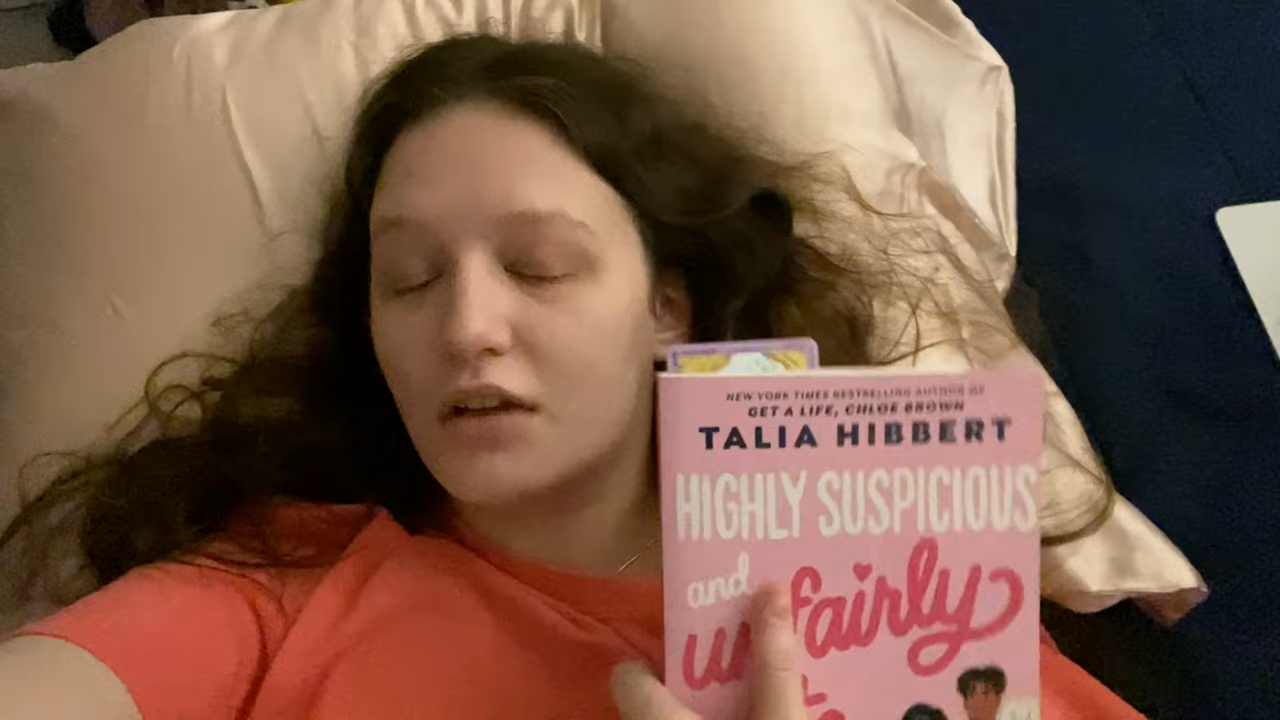 NEW YORK TIMES BESTSELLING AUTHOR OF
GET A LIFE, CHLOE BROWN
TALIA HIBBERT
HIGHLY SUSPICIOUS
and
fairly